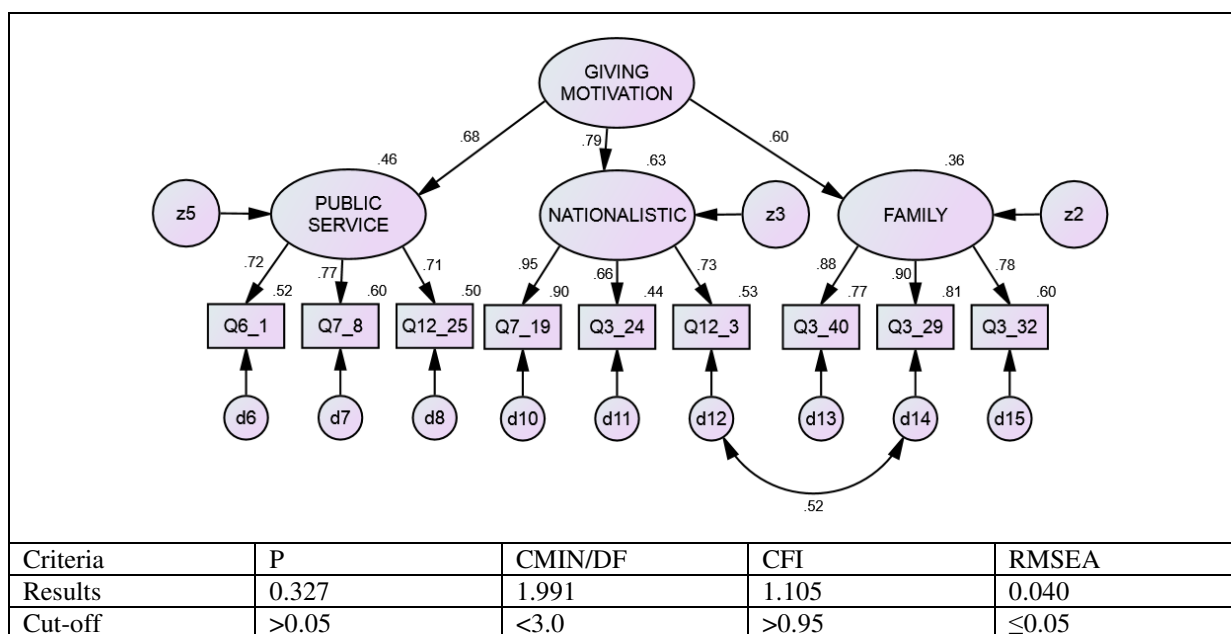 GIVING
MOTIVATION
.68
.79
.60
.46
.63
.36
z5
PUBLIC
SERVICE
NATIONALISTIC
z3
FAMILY
z2
.72
.77
.71
.95
.66
.73
.88
.90
.78
.52
.60
.50
.90
.44
.53
.77
.81
.60
Q6_1
Q7_8
Q12_25
Q7_19
Q3_24
Q12_3
Q3_40
Q3_29
Q3_32
d6
d7
d8
d10
d11
d12
d13
d14
d15
.52
Criteria P CMIN/DF CFI RMSEA
Results 0.327 1.991 1.105 0.040
Cut-off >0.05 <3.0 >0.95 ≤0.05